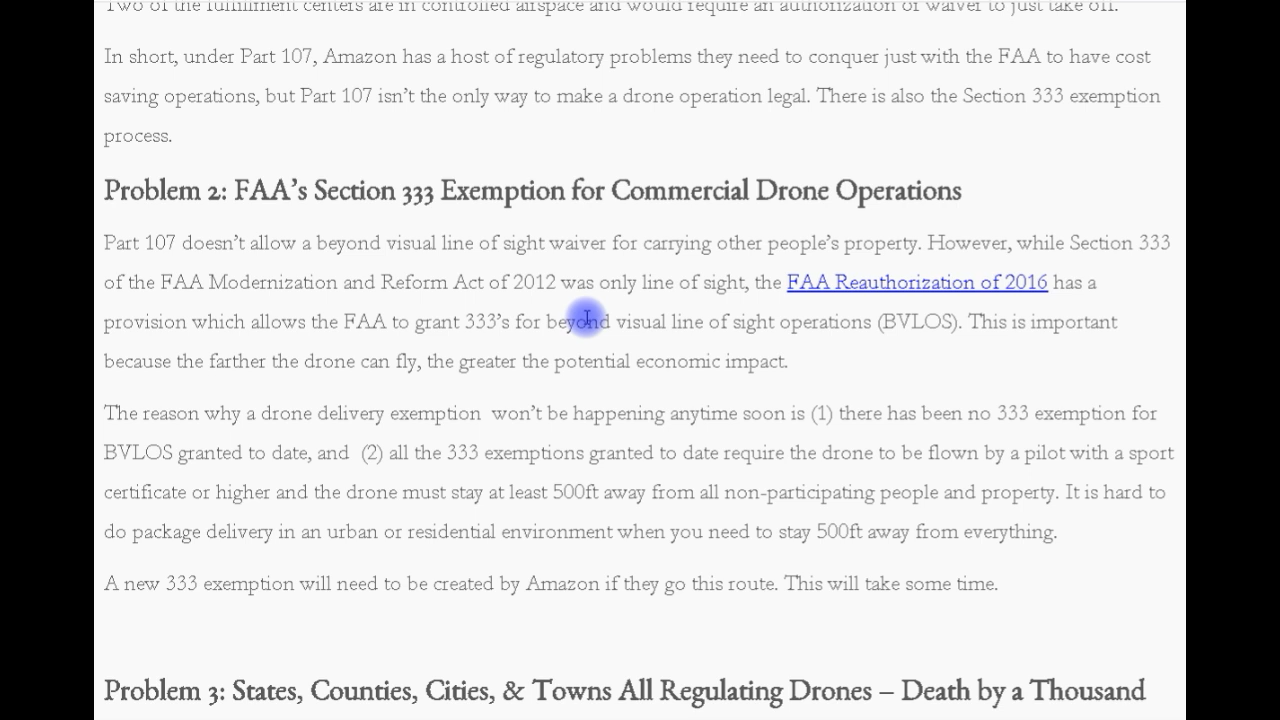 Two of the fulfillment centers are in controlled airspace and would require an authorization or waiver to just take off.
In short, under Part 107, Amazon has a host of regulatory problems they need to conquer just with the FAA to have cost
saving operations, but Part 107 isn’t the only way to make a drone operation legal. There is also the Section 333 exemption
process.
Problem 2: FAA’s Section 333 Exemption for Commercial Drone Operations
Part 107 doesn’t allow a beyond visual line of sight waiver for carrying other people’s property. However, while Section 333
of the FAA Modernization and Reform Act of 2012 was only line of sight, the FAA Reauthorization of 2016 has a
provision which allows the FAA to grant 333’s for beyond visual line of sight operations (BVLOS). This is important
because the farther the drone can fly, the greater the potential economic impact.
The reason why a drone delivery exemption  won’t be happening anytime soon is (1) there has been no 333 exemption for
BVLOS granted to date, and  (2) all the 333 exemptions granted to date require the drone to be flown by a pilot with a sport
certificate or higher and the drone must stay at least 500ft away from all non-participating people and property. It is hard to
do package delivery in an urban or residential environment when you need to stay 500ft away from everything.
A new 333 exemption will need to be created by Amazon if they go this route. This will take some time.
Problem 3: States, Counties, Cities, & Towns All Regulating Drones – Death by a Thousand